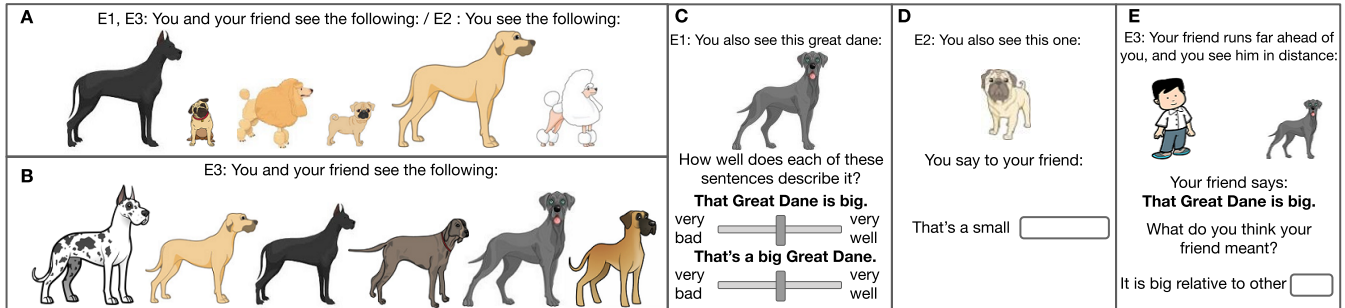 A
E1, E3: You and your friend see the following: / E2 : You see the following:
B
E3: You and your friend see the following:
C
E1: You also see this great dane:
How well does each of these
sentences describe it?
That Great Dane is big.
very bad
very well
That's a big Great Dane.
very bad
very well
D
E2: You also see this one:
You say to your friend:
That's a small
E
E3: Your friend runs far ahead of
you, and you see him in distance:
Your friend says:
That Great Dane is big.
What do you think your
friend meant?
It is big relative to other